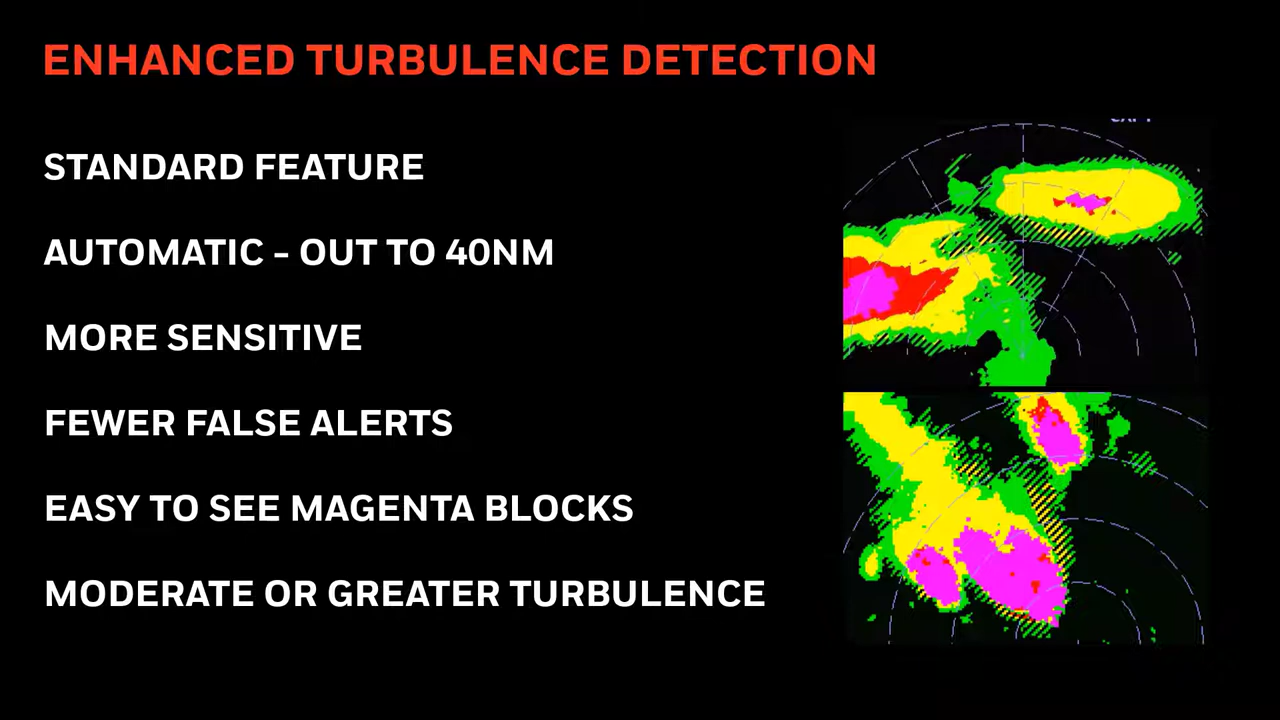 ENHANCED TURBULENCE DETECTION
STANDARD FEATURE
AUTOMATIC - OUT TO 40NM
MORE SENSITIVE
FEWER FALSE ALERTS
EASY TO SEE MAGENTA BLOCKS
MODERATE OR GREATER TURBULENCE